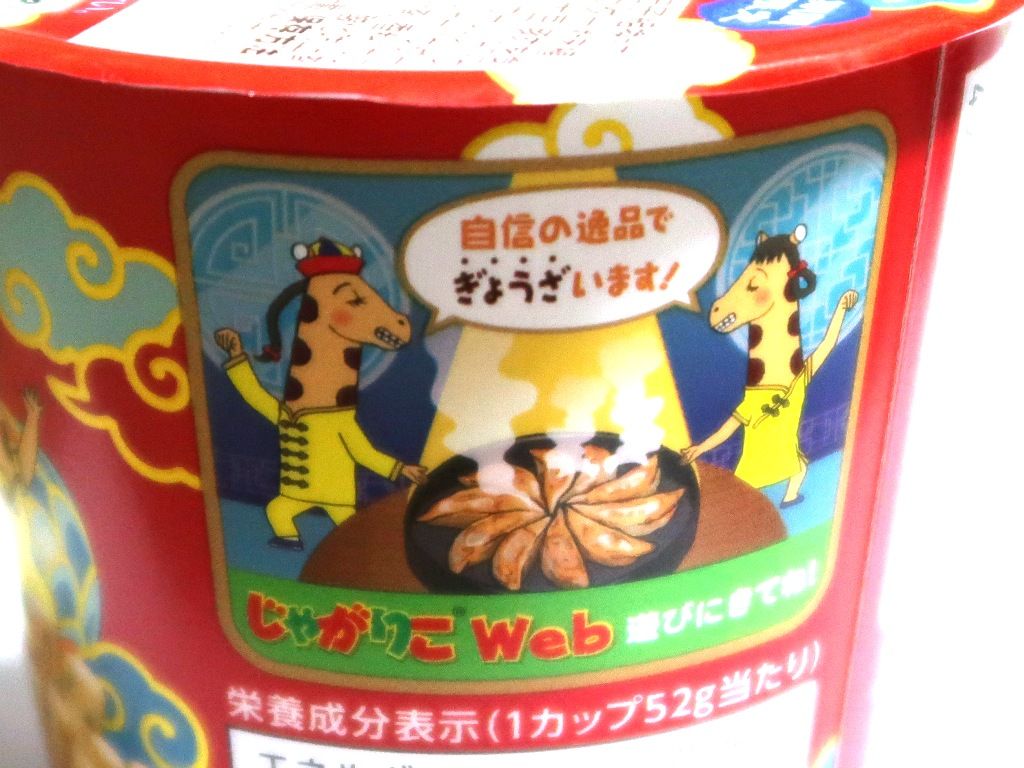 自信の逸品で
ぎょうざいます!
じゃがりこ Web 遊びにきてね!
栄養成分表示(1カップ52g当たり)